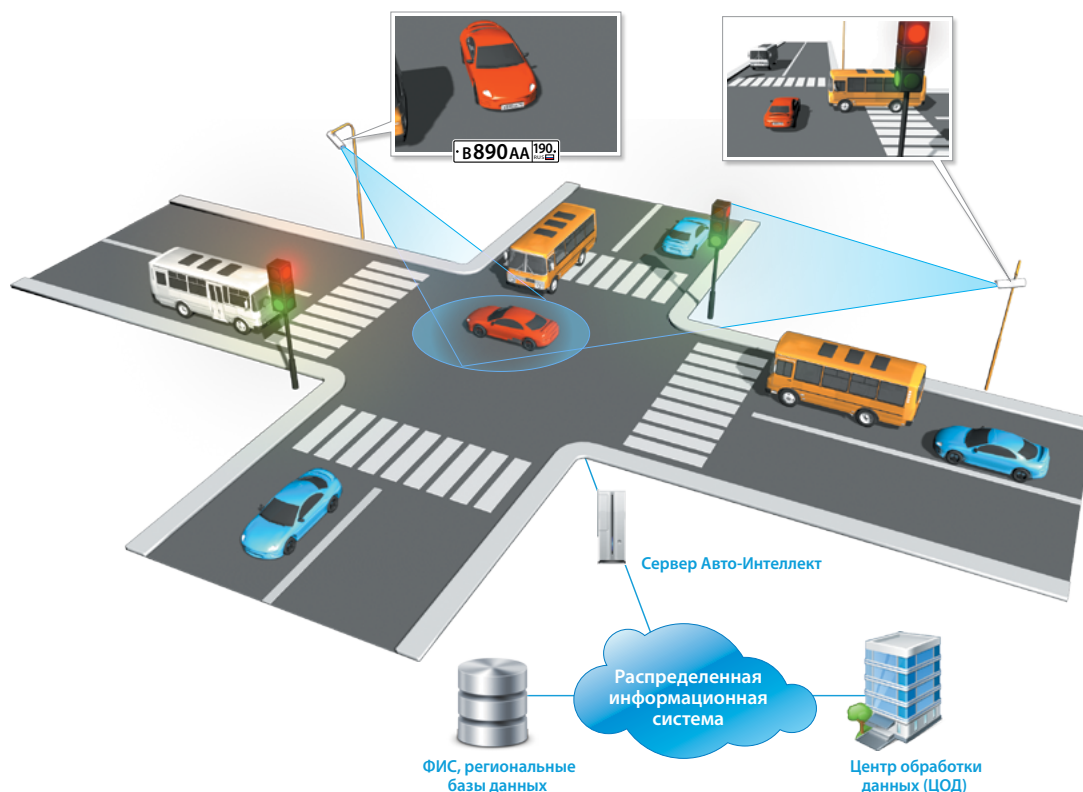 В890АА 190
RUS
Сервер Авто-Интеллект
Распределенная
информационная
система
ФИС, региональные
базы данных
Центр обработки
данных (ЦОД)